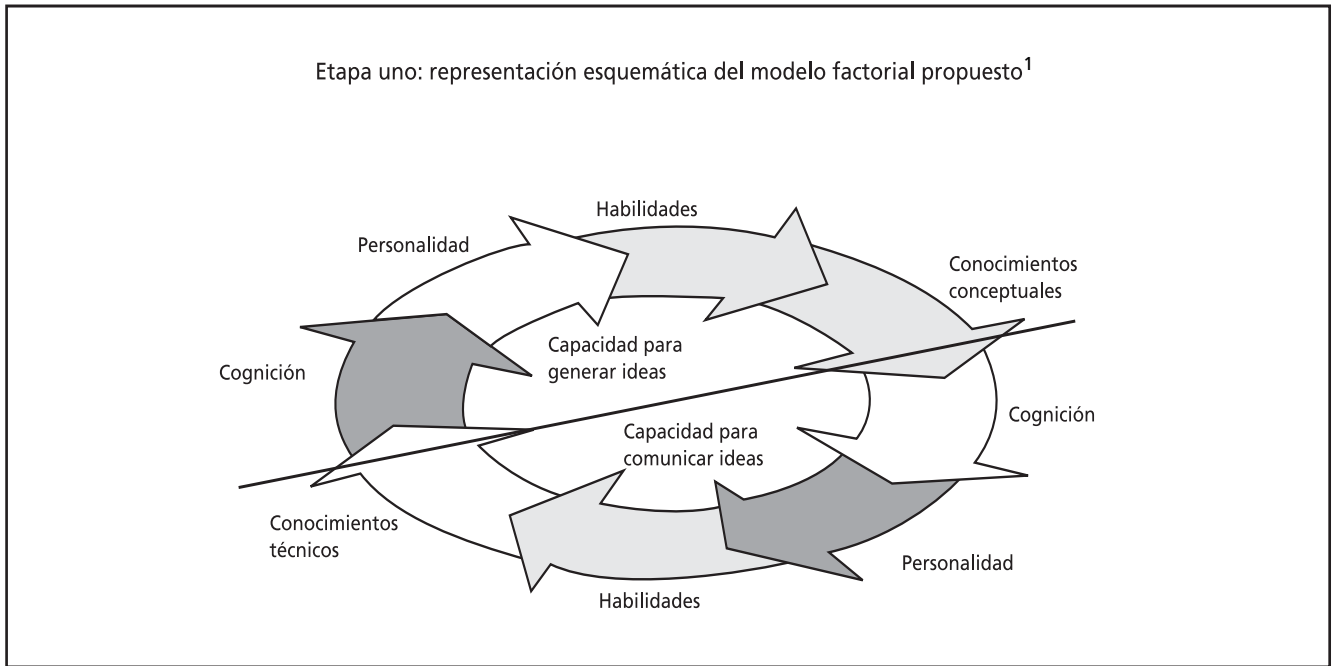 Etapa uno: representación esquemática del modelo factorial propuesto1
Habilidades
Personalidad
Conocimientos
conceptuales
Capacidad para
generar ideas
Cognición
Cognición
Capacidad para
comunicar ideas
Conocimientos
técnicos
Personalidad
Habilidades